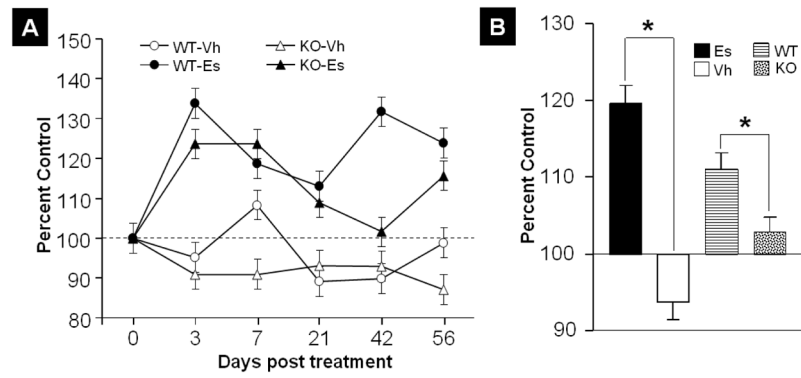 A
150
140
130
120
110
100
90
80
Percent Control
WT-Vh
KO-Vh
WT-Es
KO-Es
0 3 7 21 42 56
Days post treatment
B
130
120
110
100
90
Percent Control
*
*
Es
WT
Vh
KO